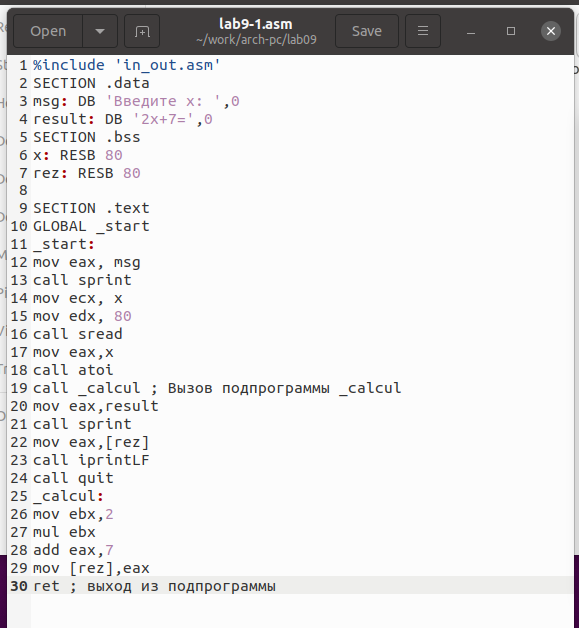 Open
lab9-1.asm
~/work/arch-pc/lab09
Save
1 %include 'in_out.asm'
2 SECTION .data
3 msg: DB 'Введите x: ',0
4 result: DB '2x+7=',0
5 SECTION .bss
6 x: RESB 80
7 rez: RESB 80
8
9 SECTION .text
10 GLOBAL _start
11 _start:
12 mov eax, msg
13 call sprint
14 mov ecx, x
15 mov edx, 80
16 call sread
17 mov eax,x
18 call atoi
19 call _calcul ; Вызов подпрограммы _calcul
20 mov eax,result
21 call sprint
22 mov eax,[rez]
23 call iprintLF
24 call quit
25 _calcul:
26 mov ebx,2
27 mul ebx
28 add eax,7
29 mov [rez],eax
30 ret ; выход из подпрограммы